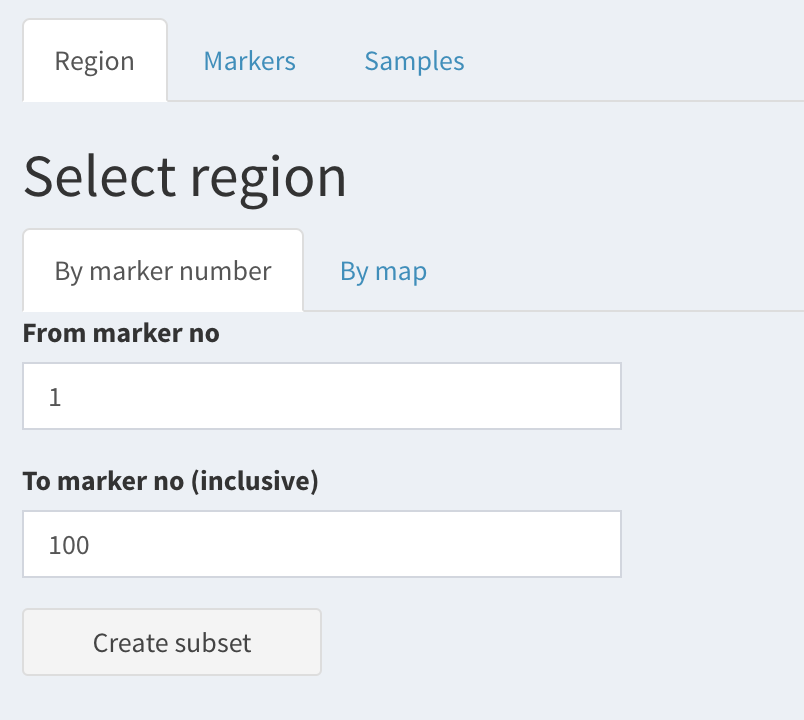 Region Markers Samples
Select region
By marker number By map
From marker no
1
To marker no (inclusive)
100
Create subset